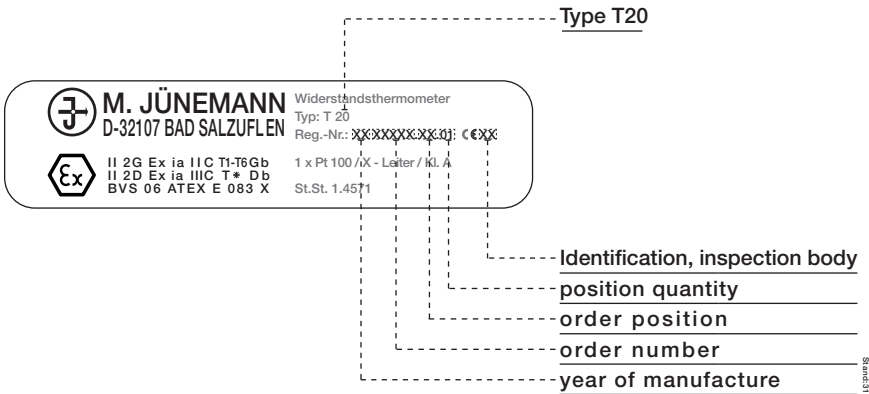 Type T20
M. JÜNEMANN
D-32107 BAD SALZUFLEN
Widerstandsthermometer
Typ: T 20
Reg.-Nr.: XX XXXXX.XX.01 CE XX
II 2G Ex ia IIC T1-T6Gb
II 2D Ex ia IIIC T* Db
BVS 06 ATEX E 083 X
1 x Pt 100 / X - Leiter / Kl. A
St.St. 1.4571
Identification, inspection body
position quantity
order position
order number
year of manufacture
Stand:31